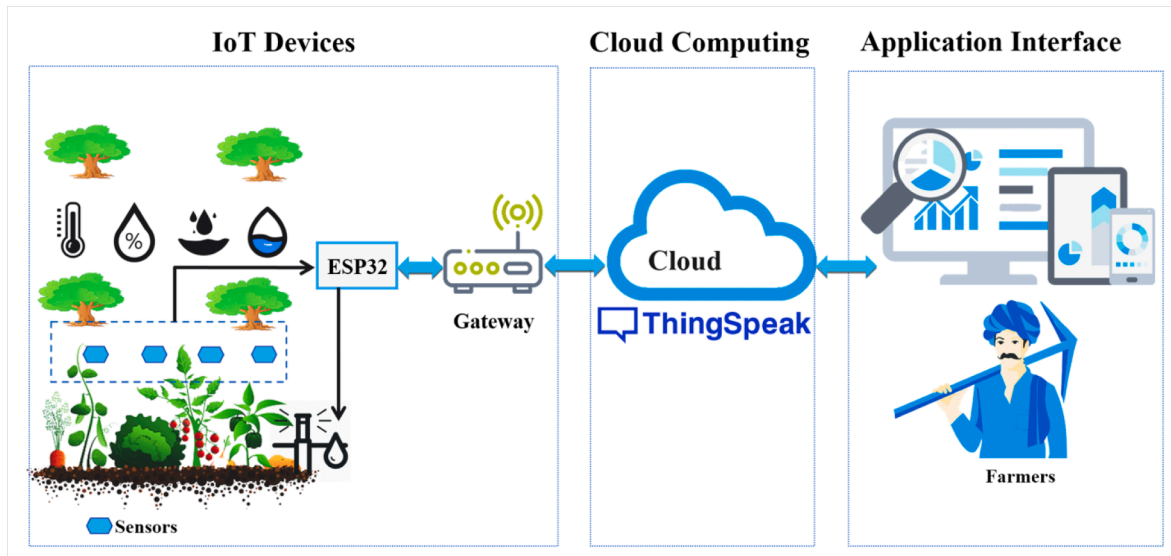 IoT Devices
Cloud Computing
Application Interface
%
ESP32
Gateway
Cloud
ThingSpeak
Farmers
Sensors